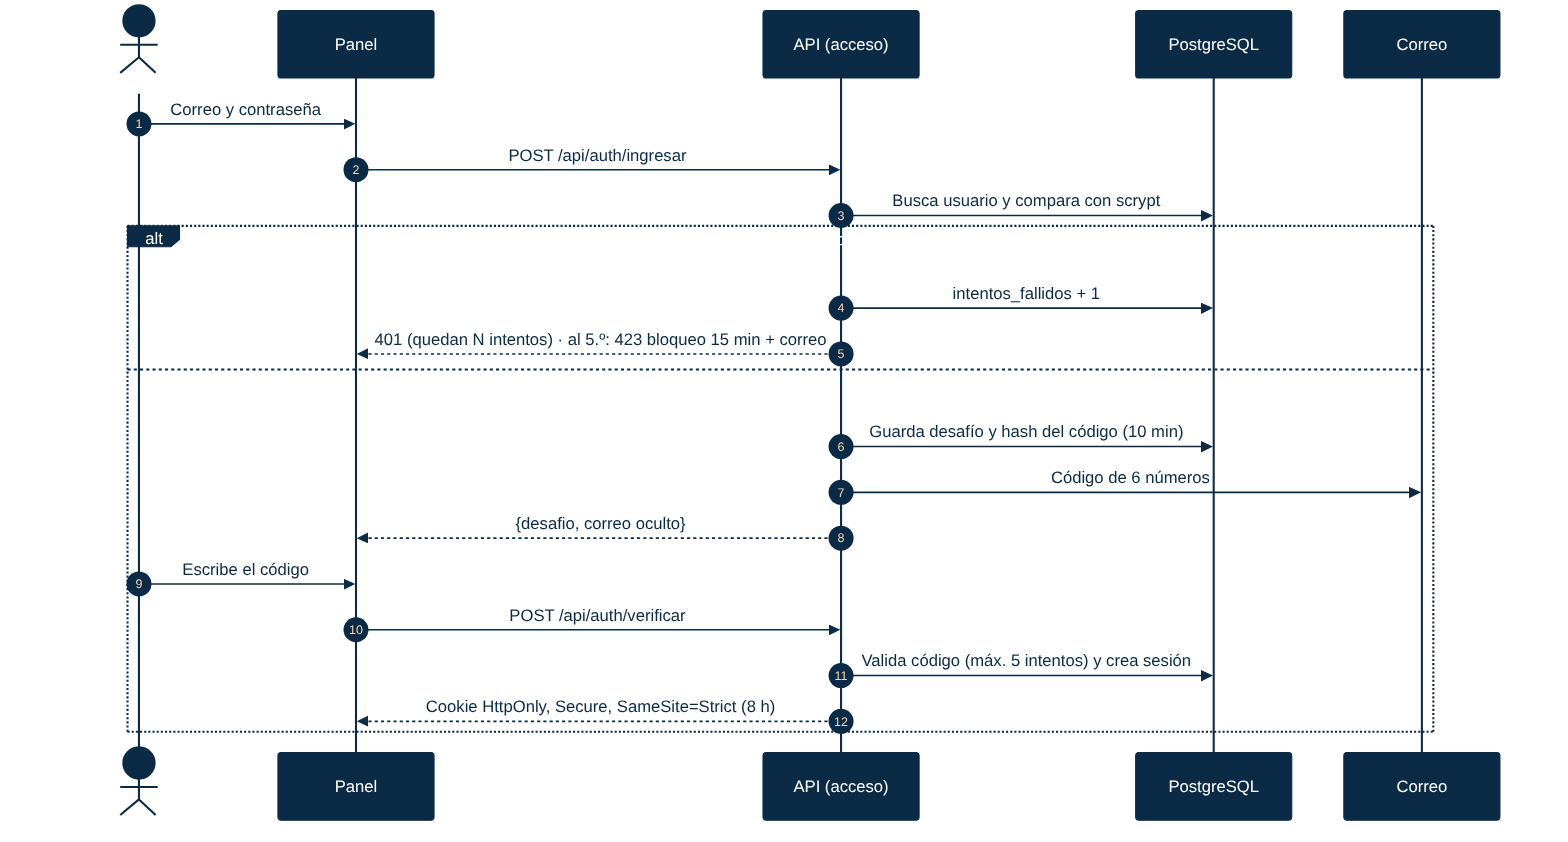 Panel
API (acceso)
PostgreSQL
Correo
Correo y contraseña
1
POST /api/auth/ingresar
2
Busca usuario y compara con scrypt
3
alt
intentos_fallidos + 1
4
401 (quedan N intentos) · al 5.º: 423 bloqueo 15 min + correo
5
Guarda desafío y hash del código (10 min)
6
Código de 6 números
7
{desafio, correo oculto}
8
Escribe el código
9
POST /api/auth/verificar
10
Valida código (máx. 5 intentos) y crea sesión
11
Cookie HttpOnly, Secure, SameSite=Strict (8 h)
12
Panel
API (acceso)
PostgreSQL
Correo